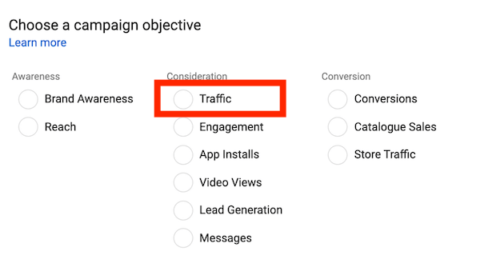 Choose a campaign objective
Learn more
Awareness
Brand Awareness
Reach
Consideration
Traffic
Engagement
App Installs
Video Views
Lead Generation
Messages
Conversion
Conversions
Catalogue Sales
Store Traffic